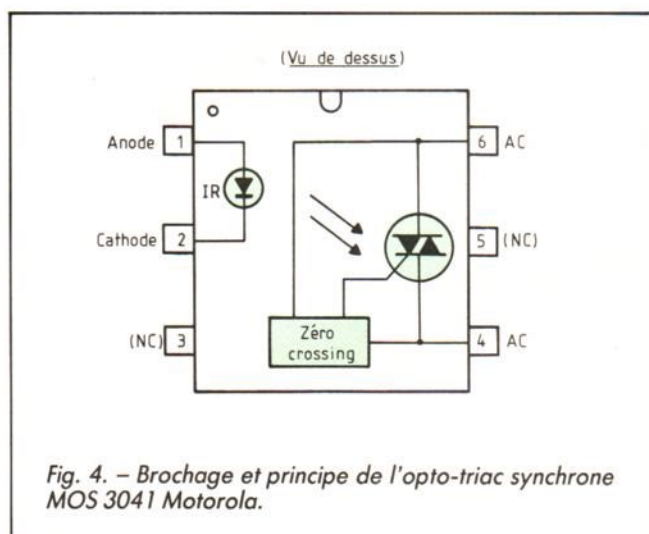 (Vu de dessus)
Anode 1
6 AC
IR
Cathode 2
5 (NC)
(NC) 3
Zéro
crossing
4 AC
Fig. 4. – Brochage et principe de l'opto-triac synchrone
MOS 3041 Motorola.